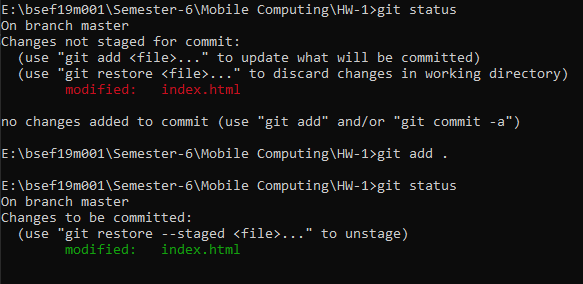 E:\bsef19m001\Semester-6\Mobile Computing\HW-1>git status
On branch master
Changes not staged for commit:
  (use "git add <file>..." to update what will be committed)
  (use "git restore <file>..." to discard changes in working directory)
        modified:   index.html

no changes added to commit (use "git add" and/or "git commit -a")

E:\bsef19m001\Semester-6\Mobile Computing\HW-1>git add .

E:\bsef19m001\Semester-6\Mobile Computing\HW-1>git status
On branch master
Changes to be committed:
  (use "git restore --staged <file>..." to unstage)
        modified:   index.html